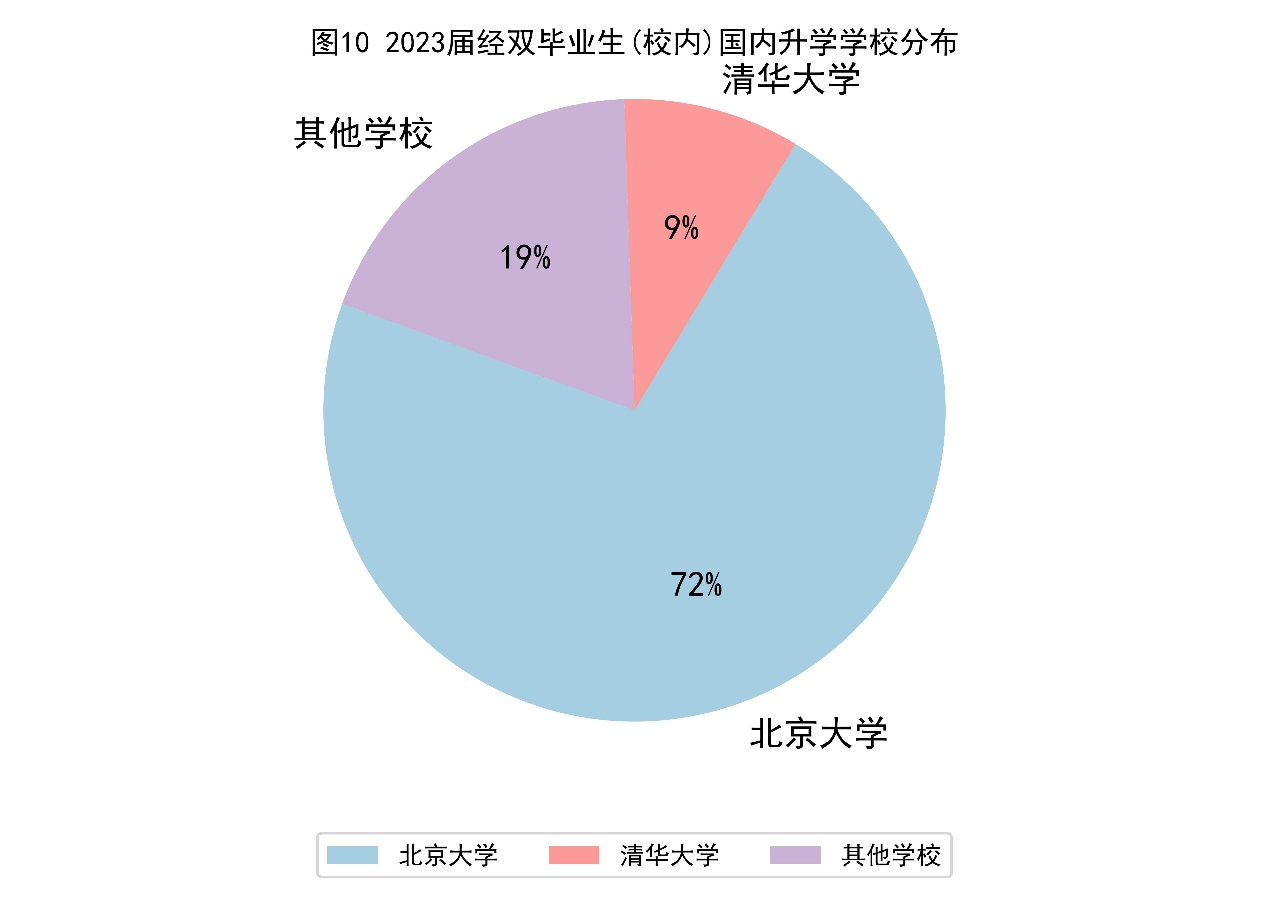 图10 2023届经双毕业生(校内)国内升学学校分布
清华大学
其他学校
9%
19%
72%
北京大学
北京大学 清华大学 其他学校